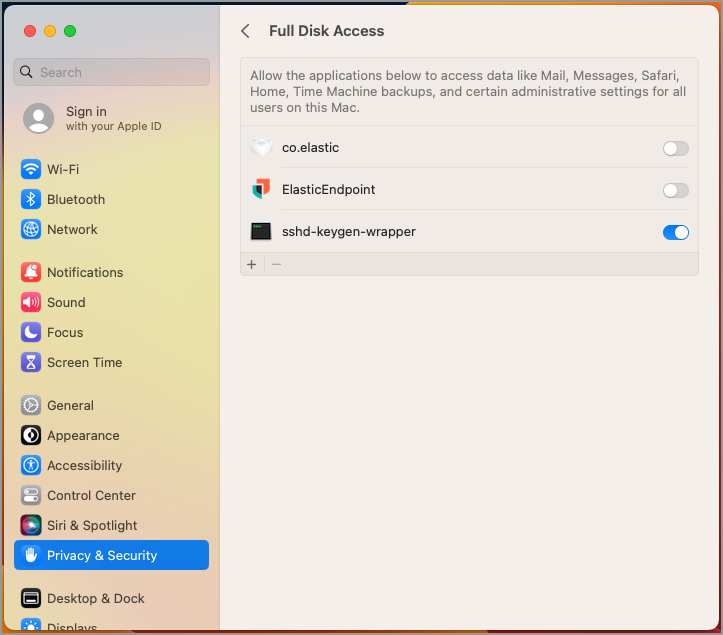 Full Disk Access
Search
Sign in
with your Apple ID
Wi-Fi
Bluetooth
Network
Notifications
Sound
Focus
Screen Time
General
Appearance
Accessibility
Control Center
Siri & Spotlight
Privacy & Security
Desktop & Dock
Displays
Allow the applications below to access data like Mail, Messages, Safari,
Home, Time Machine backups, and certain administrative settings for all
users on this Mac.
co.elastic
ElasticEndpoint
sshd-keygen-wrapper
+ −